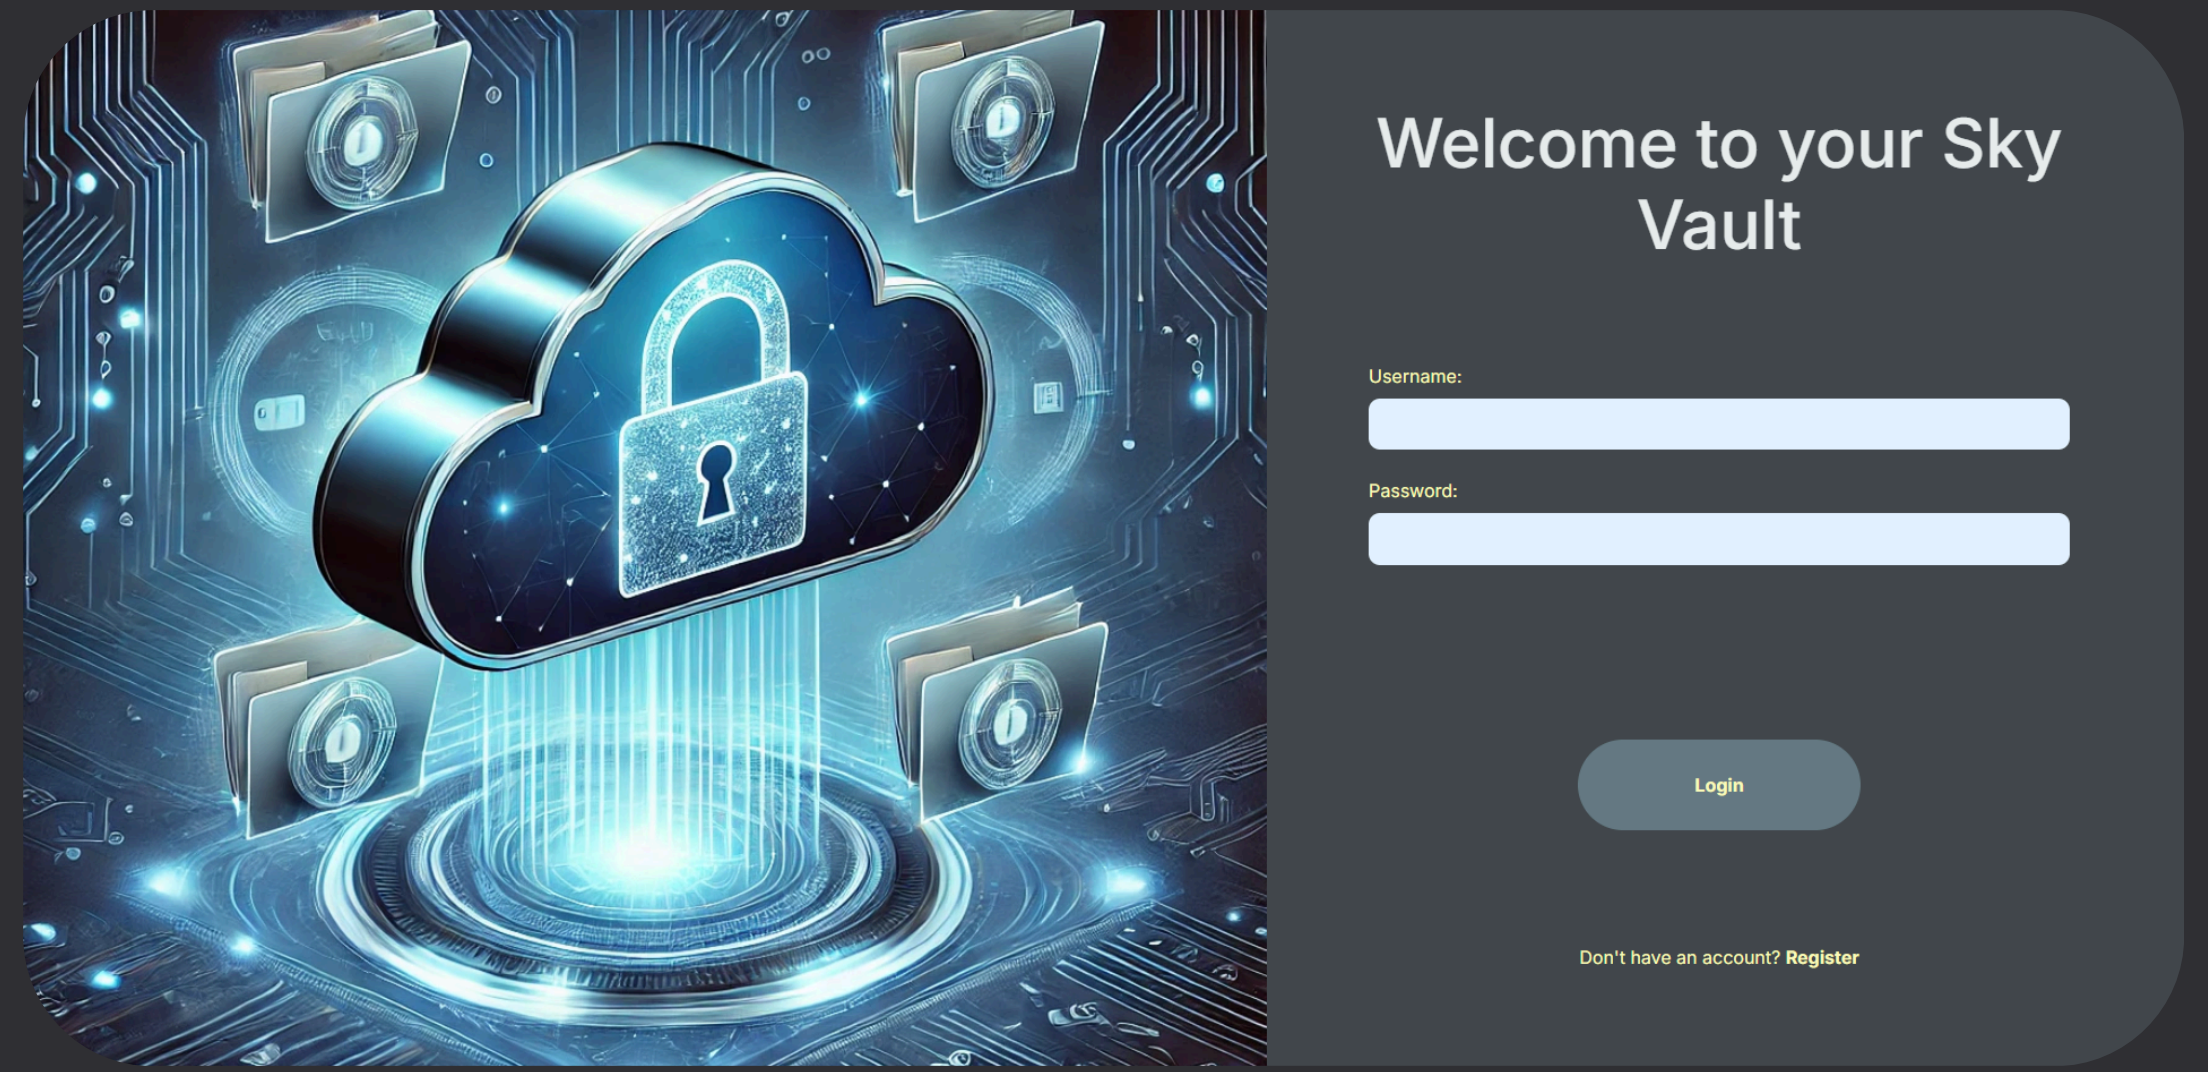 Welcome to your Sky
Vault
Username:
Password:
Login
Don't have an account? Register